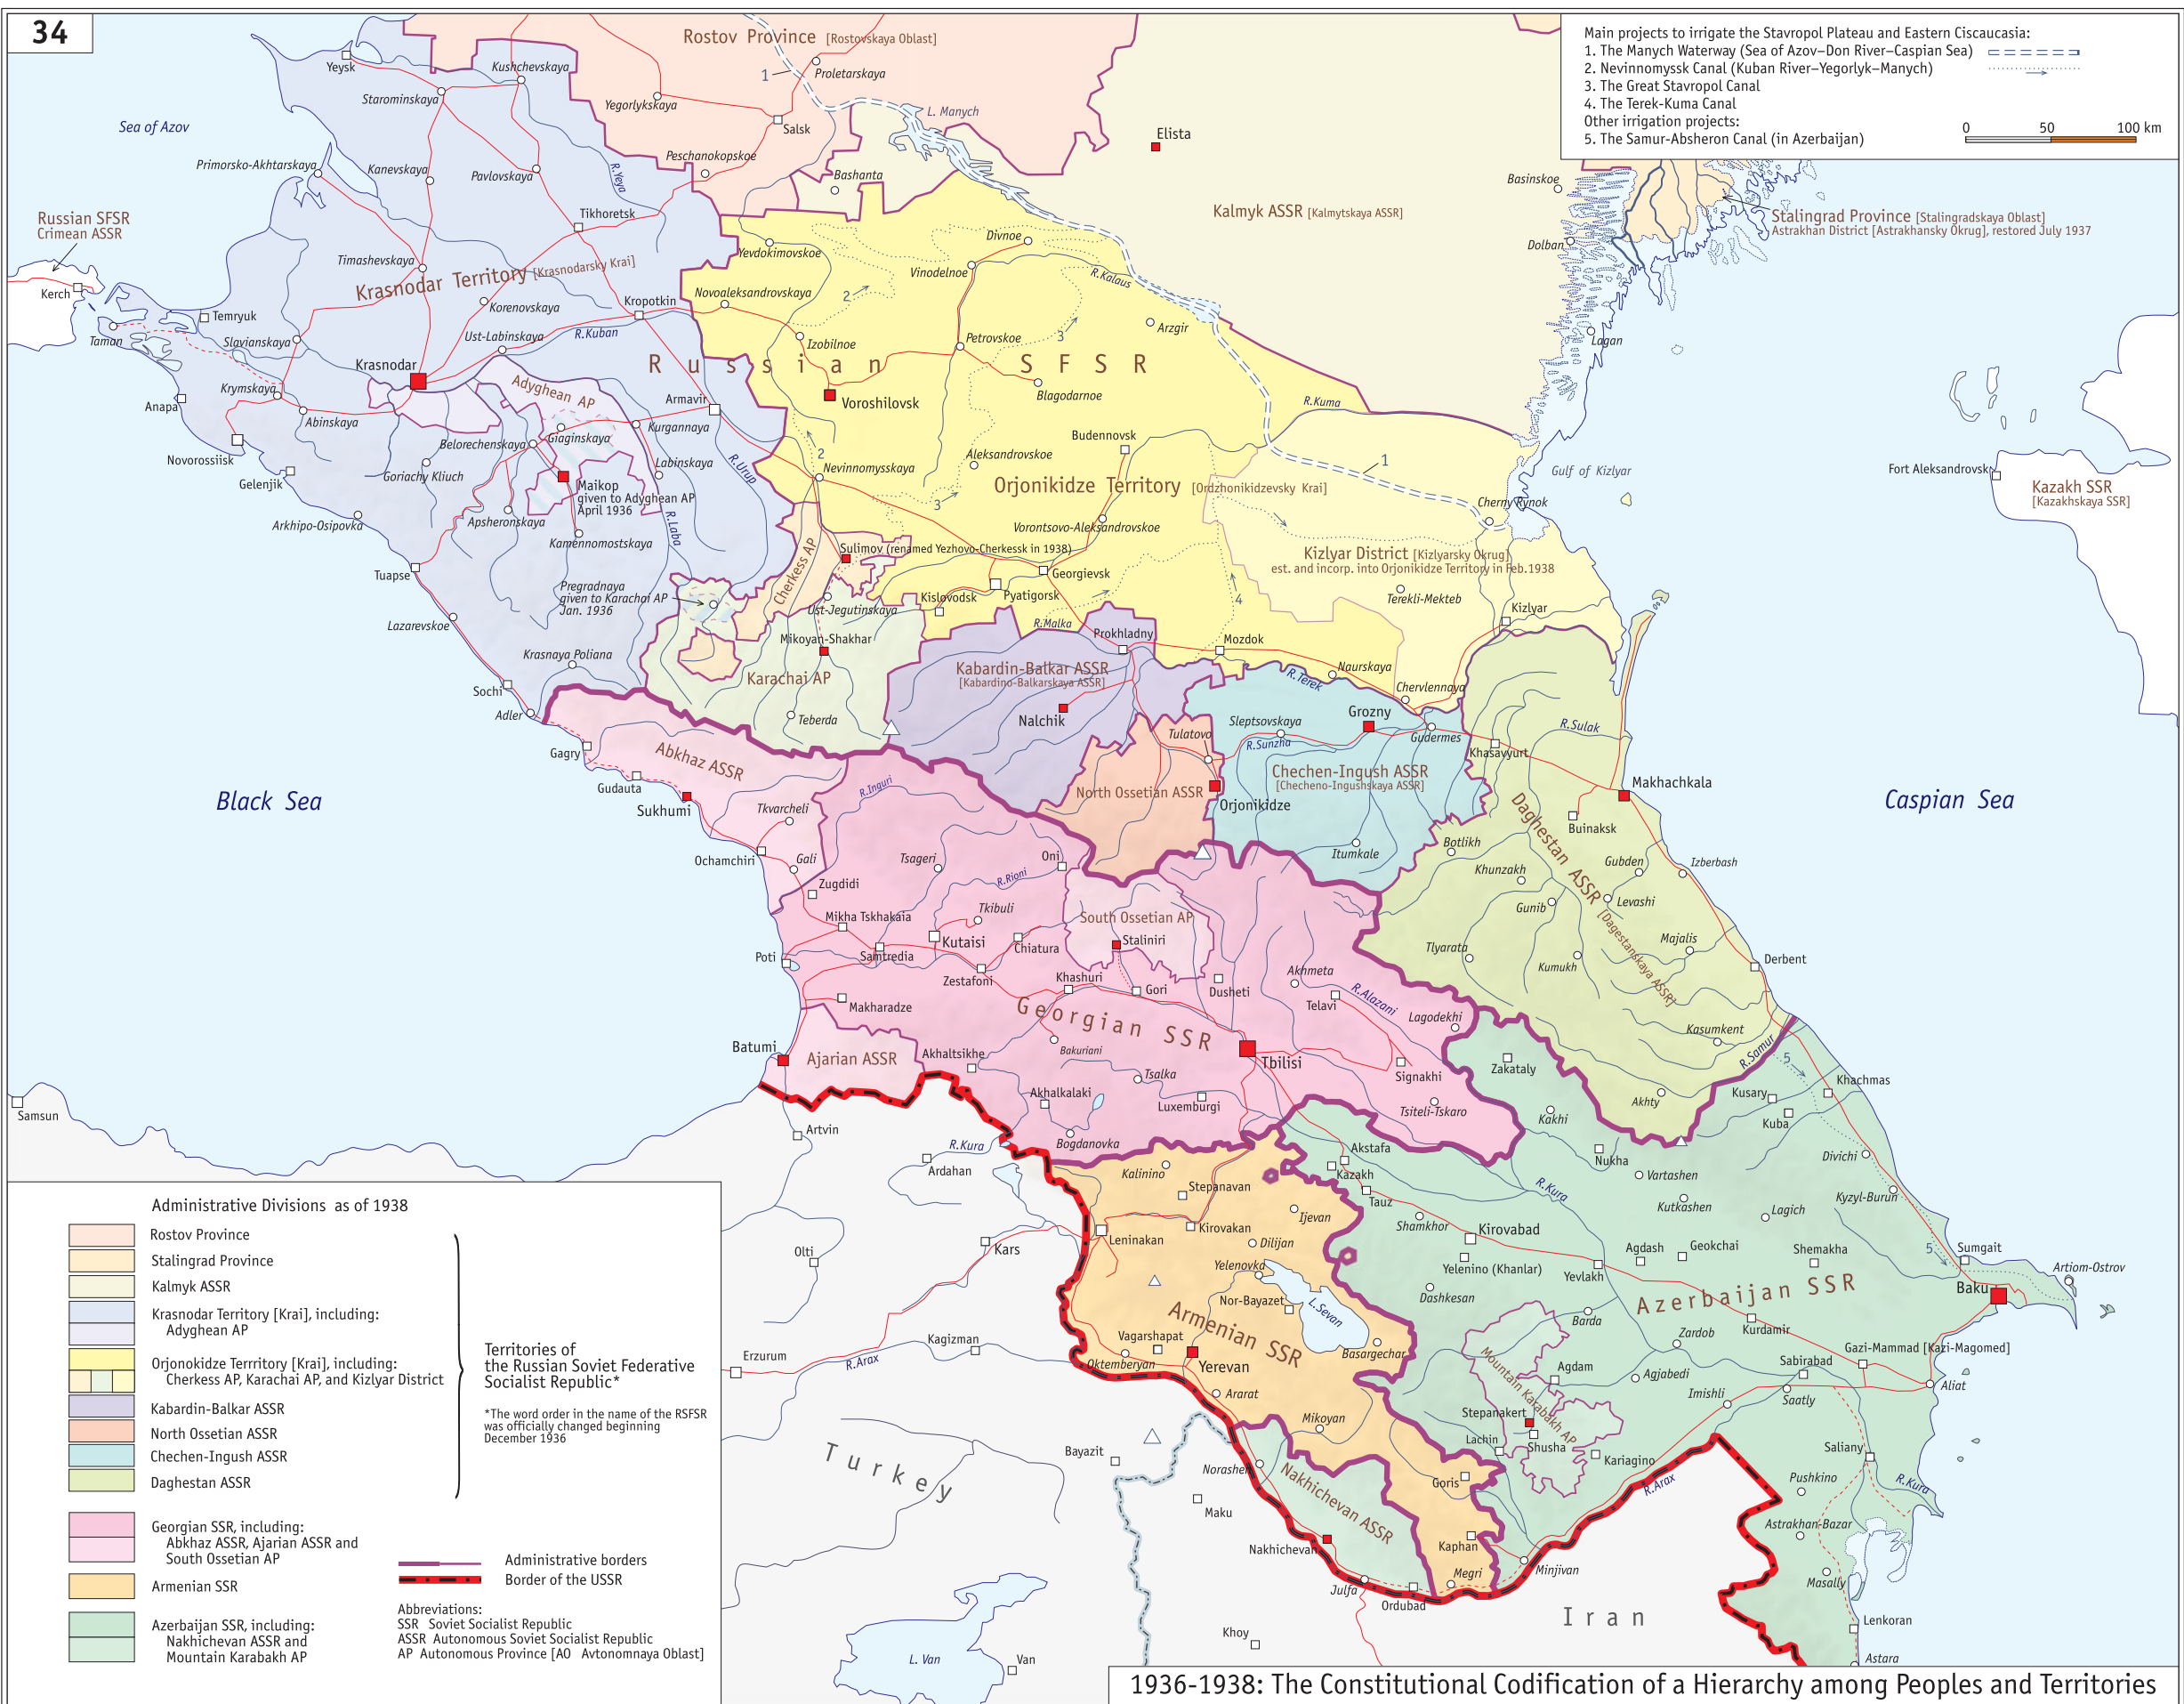 34
Main projects to irrigate the Stavropol Plateau and Eastern Ciscaucasia:
1. The Manych Waterway (Sea of Azov–Don River–Caspian Sea)
2. Nevinnomyssk Canal (Kuban River–Yegorlyk–Manych)
3. The Great Stavropol Canal
4. The Terek-Kuma Canal
Other irrigation projects:
5. The Samur-Absheron Canal (in Azerbaijan)
0 50 100 km
Rostov Province [Rostovskaya Oblast]
Yeysk
Kushchevskaya
Starominskaya
1
Proletarskaya
Yegorlykskaya
Salsk
L. Manych
Elista
Sea of Azov
Primorsko-Akhtarskaya
Kanevskaya
Pavlovskaya
R.Yeya
Peschanokopskoe
Bashanta
Basinskoe
Kalmyk ASSR [Kalmytskaya ASSR]
Stalingrad Province [Stalingradskaya Oblast]
Astrakhan District [Astrakhansky Okrug], restored July 1937
Russian SFSR
Crimean ASSR
Tikhoretsk
Dolban
Divnoe
Yevdokimovskoe
Vinodelnoe
R.Kalaus
Timashevskaya
Krasnodar Territory [Krasnodarsky Krai]
Kerch
Novoaleksandrovskaya
2
Korenovskaya
Kropotkin
Temryuk
Taman
Slavianskaya
Ust-Labinskaya
R.Kuban
Izobilnoe
Petrovskoe
3
Arzgir
Lagan
Russian SFSR
Krasnodar
Adyghean AP
Krymskaya
Anapa
Abinskaya
Armavir
Voroshilovsk
Blagodarnoe
R.Kuma
Novorossiisk
Belorechenskaya
Giaginskaya
Kurgannaya
Budennovsk
Gelenjik
Goriachy Kliuch
Labinskaya
R.Urup
2
Nevinnomysskaya
Aleksandrovskoe
1
Gulf of Kizlyar
Fort Aleksandrovsk
Kazakh SSR
[Kazakhskaya SSR]
Maikop
given to Adyghean AP
April 1936
Orjonikidze Territory [Ordzhonikidzevsky Krai]
3
Cherny Rynok
Arkhipo-Osipovka
Apsheronskaya
R.Laba
Kamennomostskaya
Vorontsovo-Aleksandrovskoe
Sulimov (renamed Yezhovo-Cherkessk in 1938)
Cherkess AP
Kizlyar District [Kizlyarsky Okrug]
est. and incorp. into Orjonikidze Territory in Feb.1938
Tuapse
Pregradnaya
given to Karachai AP
Jan. 1936
Georgievsk
Kislovodsk
Pyatigorsk
4
Terekli-Mekteb
Kizlyar
Ust-Jegutinskaya
Lazarevskoe
Mikoyan-Shakhar
R.Malka
Prokhladny
Mozdok
Krasnaya Poliana
Karachai AP
Kabardin-Balkar ASSR
[Kabardino-Balkarskaya ASSR]
R.Terek
Naurskaya
Chervlennaya
Sochi
Adler
Teberda
Nalchik
Tulatovo
Sleptsovskaya
R.Sunzha
Grozny
Gudermes
Khasavyurt
R.Sulak
Gagry
Abkhaz ASSR
Gudauta
Sukhumi
R.Inguri
North Ossetian ASSR
Orjonikidze
Chechen-Ingush ASSR
[Checheno-Ingushskaya ASSR]
Makhachkala
Black Sea
Caspian Sea
Tkvarcheli
Buinaksk
Daghestan ASSR [Dagestanskaya ASSR]
Ochamchiri
Gali
Tsageri
Oni
Itumkale
Botlikh
Khunzakh
Gubden
Izberbash
Zugdidi
R.Rioni
Gunib
Levashi
Mikha Tskhakaïa
Tkibuli
South Ossetian AP
Kutaisi
Chiatura
Staliniri
Tlyarata
Kumukh
Majalis
Derbent
Poti
Samtredia
Zestafoni
Khashuri
Gori
Dusheti
Akhmeta
Telavi
R.Alazani
Lagodekhi
Makharadze
Georgian SSR
Kasumkent
Batumi
Ajarian ASSR
Akhaltsikhe
Bakuriani
Tbilisi
Signakhi
Zakataly
R.Samur
5
Khachmas
Tsalka
Akhalkalaki
Luxemburgi
Tsiteli-Tskaro
Kakhi
Akhty
Kusary
Kuba
Samsun
Artvin
R.Kura
Bogdanovka
Akstafa
Nukha
Divichi
Ardahan
Kalinino
Kazakh
Vartashen
Stepanavan
Tauz
R.Kura
Kutkashen
Kyzyl-Burun
Kirovakan
Ijevan
Shamkhor
Kirovabad
Lagich
Leninakan
Dilijan
Kars
Olti
Yelenovka
Yelenino (Khanlar)
Yevlakh
Agdash
Geokchai
Shemakha
5
Sumgait
Artiom-Ostrov
Baku
Nor-Bayazet
L.Sevan
Dashkesan
Azerbaijan SSR
Armenian SSR
Barda
Kurdamir
Zardob
Kagizman
Vagarshapat
Basargechar
Gazi-Mammad [Kazi-Magomed]
Erzurum
R.Arax
Oktemberyan
Yerevan
Mountain Karabakh AP
Agdam
Agjabedi
Sabirabad
Aliat
Ararat
Imishli
Saatly
Mikoyan
Stepanakert
Lachin
Shusha
Kariagino
Saliany
Turkey
Bayazit
Norashen
Nakhichevan ASSR
Goris
R.Arax
Pushkino
R.Kura
Maku
Kaphan
Astrakhan-Bazar
Nakhichevan
Megri
Minjivan
Masally
Julfa
Ordubad
Iran
Lenkoran
Khoy
L. Van
Van
Astara
Administrative Divisions as of 1938
Rostov Province
Stalingrad Province
Kalmyk ASSR
Krasnodar Territory [Krai], including:
Adyghean AP
Orjonokidze Terrritory [Krai], including:
Cherkess AP, Karachai AP, and Kizlyar District
Kabardin-Balkar ASSR
North Ossetian ASSR
Chechen-Ingush ASSR
Daghestan ASSR
Territories of
the Russian Soviet Federative
Socialist Republic*
*The word order in the name of the RSFSR
was officially changed beginning
December 1936
Georgian SSR, including:
Abkhaz ASSR, Ajarian ASSR and
South Ossetian AP
Armenian SSR
Azerbaijan SSR, including:
Nakhichevan ASSR and
Mountain Karabakh AP
Administrative borders
Border of the USSR
Abbreviations:
SSR Soviet Socialist Republic
ASSR Autonomous Soviet Socialist Republic
AP Autonomous Province [AO Avtonomnaya Oblast]
1936-1938: The Constitutional Codification of a Hierarchy among Peoples and Territories